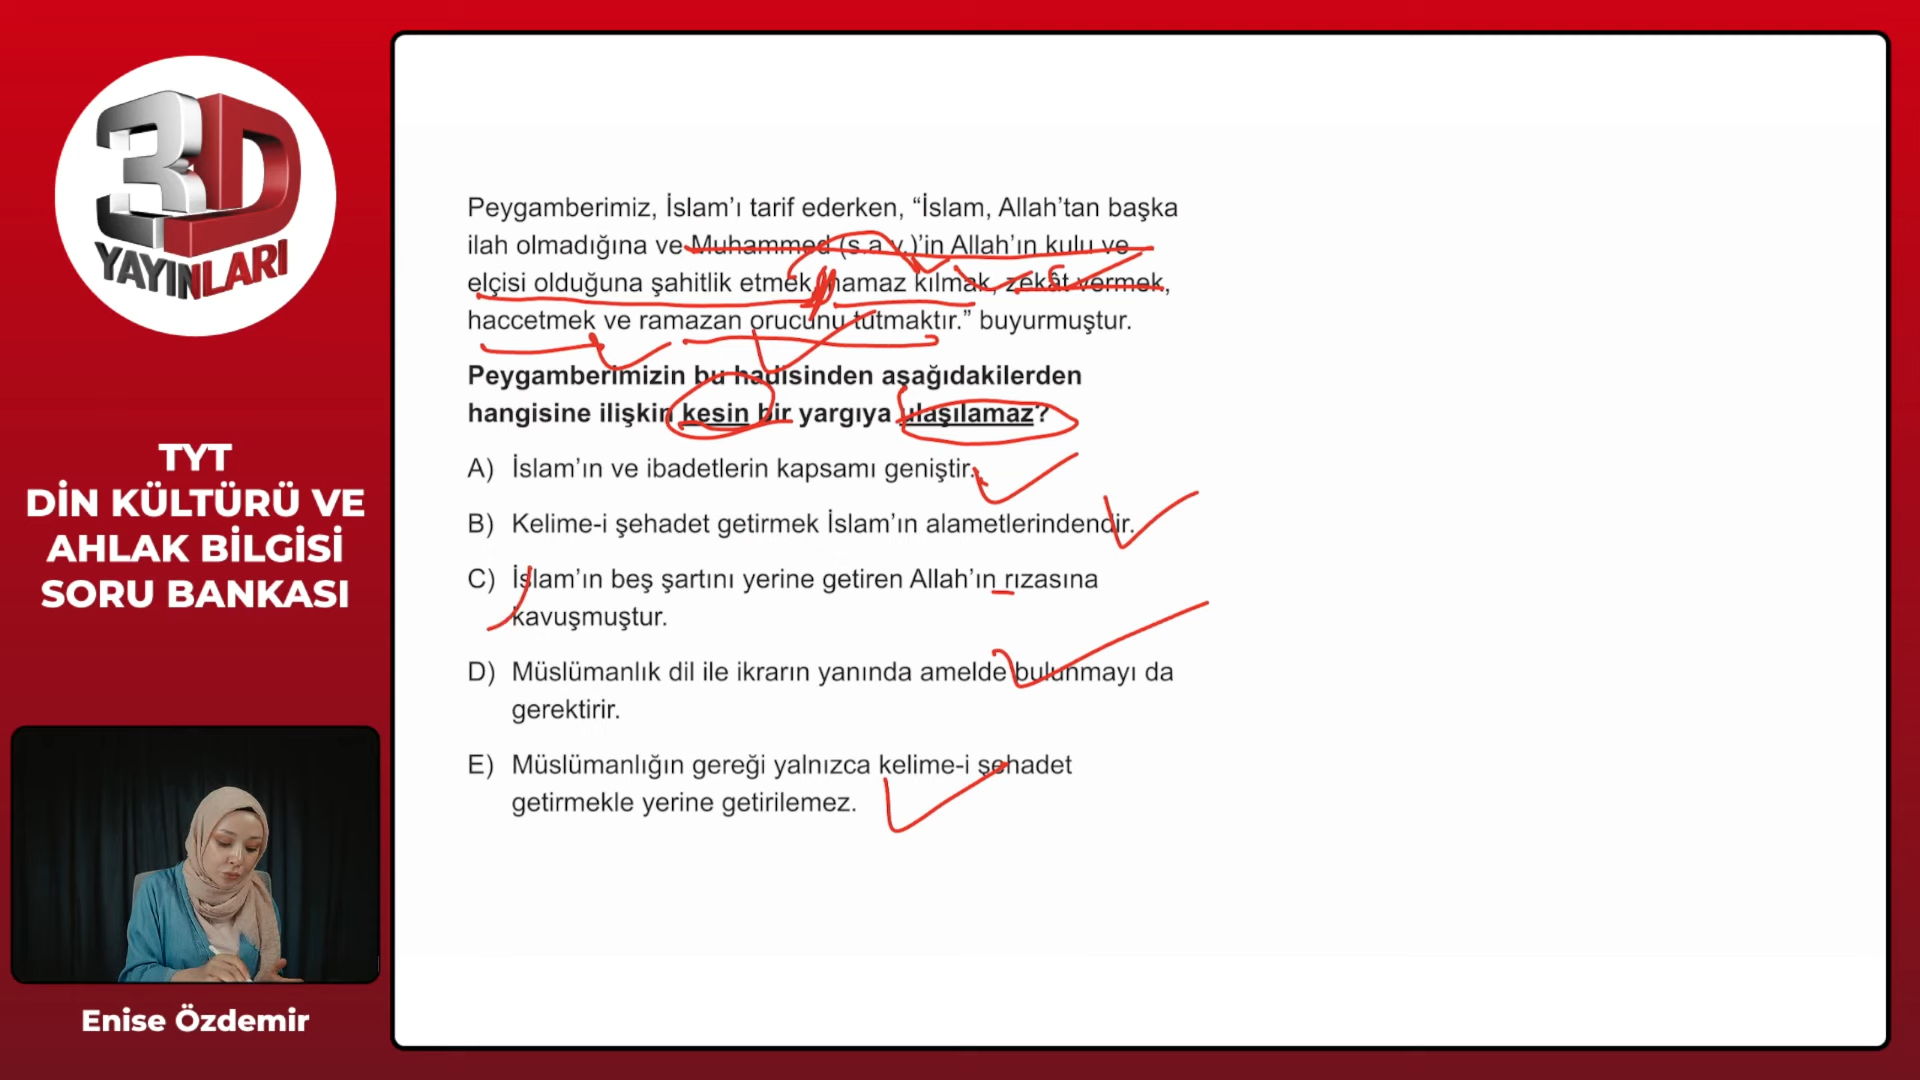 3D
YAYINLARI
TYT
DİN KÜLTÜRÜ VE
AHLAK BİLGİSİ
SORU BANKASI
Enise Özdemir
Peygamberimiz, İslam’ı tarif ederken, “İslam, Allah’tan başka
ilah olmadığına ve Muhammed (s.a.v.)’in Allah’ın kulu ve
elçisi olduğuna şahitlik etmek, namaz kılmak, zekât vermek,
haccetmek ve ramazan orucunu tutmaktır.” buyurmuştur.
Peygamberimizin bu hadisinden aşağıdakilerden
hangisine ilişkin kesin bir yargıya ulaşılamaz?
A) İslam’ın ve ibadetlerin kapsamı geniştir.
B) Kelime-i şehadet getirmek İslam’ın alametlerindendir.
C) İslam’ın beş şartını yerine getiren Allah’ın rızasına
kavuşmuştur.
D) Müslümanlık dil ile ikrarın yanında amelde bulunmayı da
gerektirir.
E) Müslümanlığın gereği yalnızca kelime-i şehadet
getirmekle yerine getirilemez.